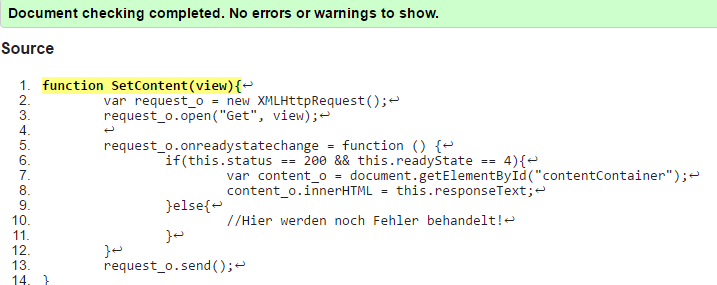 Document checking completed. No errors or warnings to show.
Source
1. function SetContent(view){↩
2. var request_o = new XMLHttpRequest();↩
3. request_o.open("Get", view);↩
4. ↩
5. request_o.onreadystatechange = function () {↩
6. if(this.status == 200 && this.readyState == 4){↩
7. var content_o = document.getElementById("contentContainer");↩
8. content_o.innerHTML = this.responseText;↩
9. }else{↩
10. //Hier werden noch Fehler behandelt!↩
11. }↩
12. }↩
13. request_o.send();↩
14. }